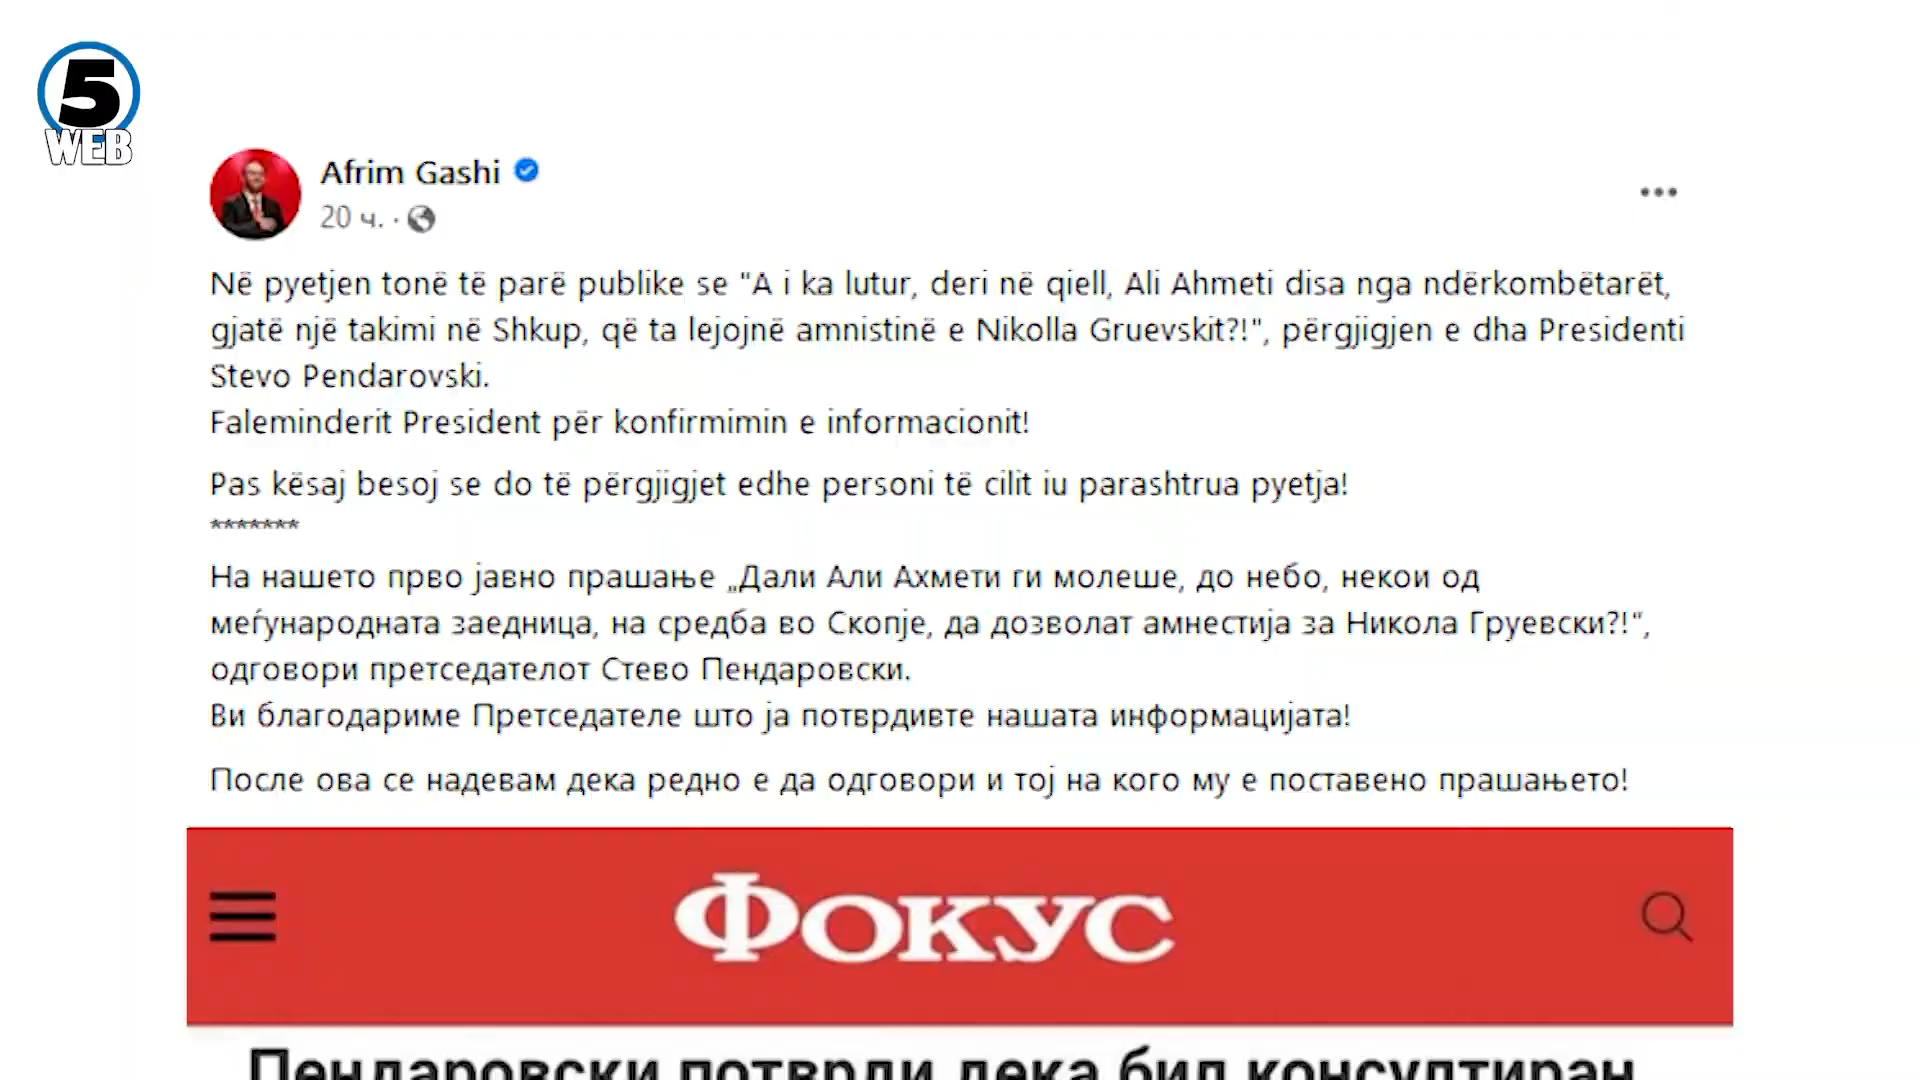 5
WEB
Afrim Gashi
20 ч. ·
Në pyetjen tonë të parë publike se "A i ka lutur, deri në qiell, Ali Ahmeti disa nga ndërkombëtarët,
gjatë një takimi në Shkup, që ta lejojnë amnistinë e Nikolla Gruevskit?!", përgjigjen e dha Presidenti
Stevo Pendarovski.
Faleminderit President për konfirmimin e informacionit!
Pas kësaj besoj se do të përgjigjet edhe personi të cilit iu parashtrua pyetja!
*******
На нашето прво јавно прашање „Дали Али Ахмети ги молеше, до небо, некои од
меѓународната заедница, на средба во Скопје, да дозволат амнестија за Никола Груевски?!“,
одговори претседателот Стево Пендаровски.
Ви благодариме Претседателе што ја потврдивте нашата информацијата!
После ова се надевам дека редно е да одговори и тој на кого му е поставено прашањето!
Фокус
Пендаровски потврди дека бил консултиран